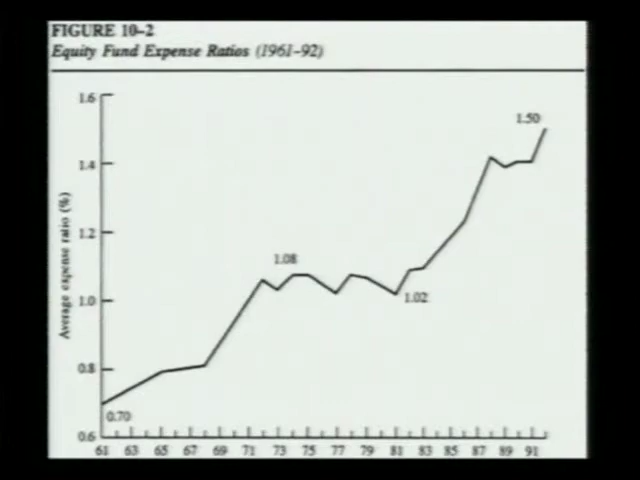 FIGURE 10–2
Equity Fund Expense Ratios (1961–92)
1.6
1.50
1.4
Average expense ratio (%)
1.2
1.08
1.0
1.02
0.8
0.70
0.6
61 63 65 67 69 71 73 75 77 79 81 83 85 87 89 91